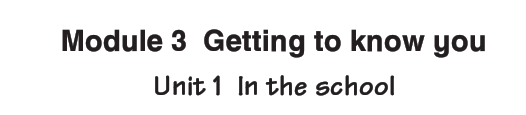 Module 3 Getting to know you
Unit 1 In the school